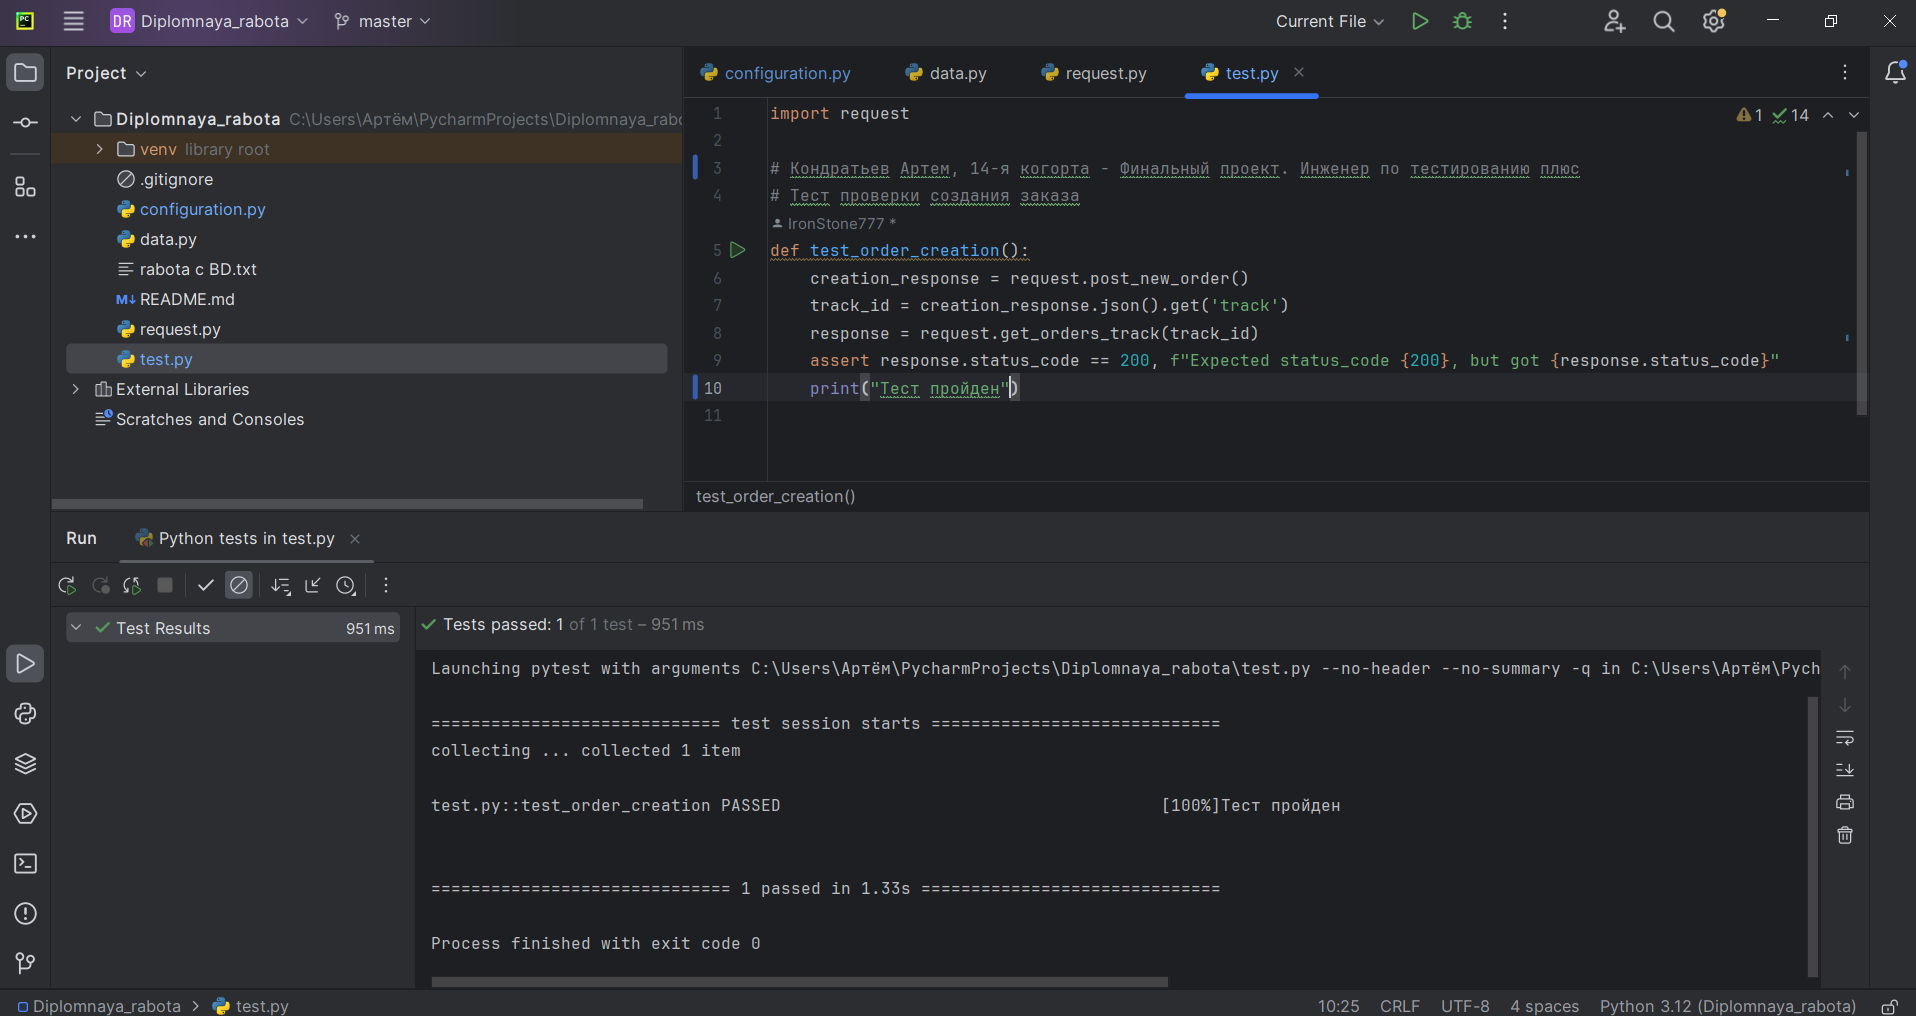 DR Diplomnaya_rabota master Current File
Project
configuration.py data.py request.py test.py
Diplomnaya_rabota C:\Users\Артём\PycharmProjects\Diplomnaya_rabo
venv library root
.gitignore
configuration.py
data.py
rabota c BD.txt
M↓ README.md
request.py
test.py
External Libraries
Scratches and Consoles
1 import request
1 14
2
3 # Кондратьев Артем, 14-я когорта - Финальный проект. Инженер по тестированию плюс
4 # Тест проверки создания заказа
IronStone777 *
5 def test_order_creation():
6 creation_response = request.post_new_order()
7 track_id = creation_response.json().get('track')
8 response = request.get_orders_track(track_id)
9 assert response.status_code == 200, f"Expected status_code {200}, but got {response.status_code}"
10 print("Тест пройден")
11
test_order_creation()
Run Python tests in test.py
Test Results 951 ms
Tests passed: 1 of 1 test – 951 ms
Launching pytest with arguments C:\Users\Артём\PycharmProjects\Diplomnaya_rabota\test.py --no-header --no-summary -q in C:\Users\Артём\Pych
============================= test session starts =============================
collecting ... collected 1 item
test.py::test_order_creation PASSED [100%]Тест пройден
============================== 1 passed in 1.33s ==============================
Process finished with exit code 0
Diplomnaya_rabota > test.py 10:25 CRLF UTF-8 4 spaces Python 3.12 (Diplomnaya_rabota)